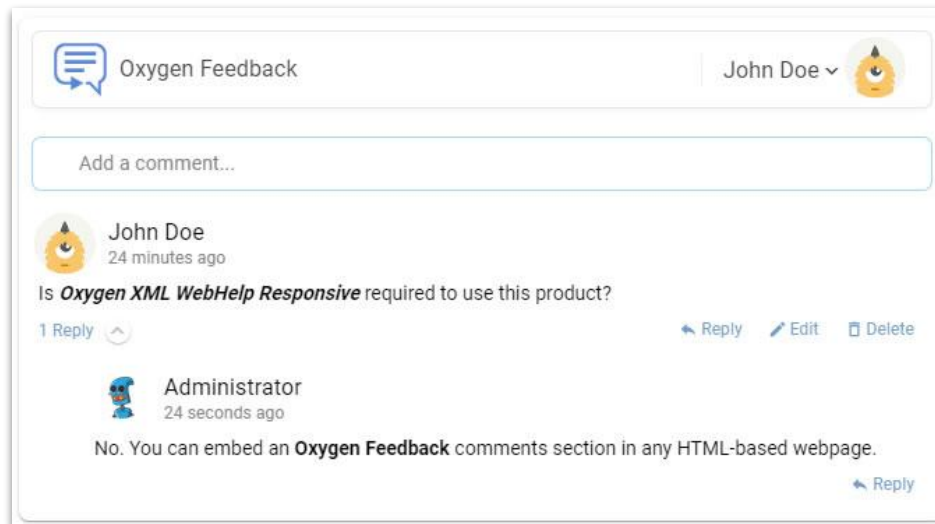 Oxygen Feedback
John Doe
Add a comment...
John Doe
24 minutes ago
Is Oxygen XML WebHelp Responsive required to use this product?
1 Reply
Reply Edit Delete
Administrator
24 seconds ago
No. You can embed an Oxygen Feedback comments section in any HTML-based webpage.
Reply